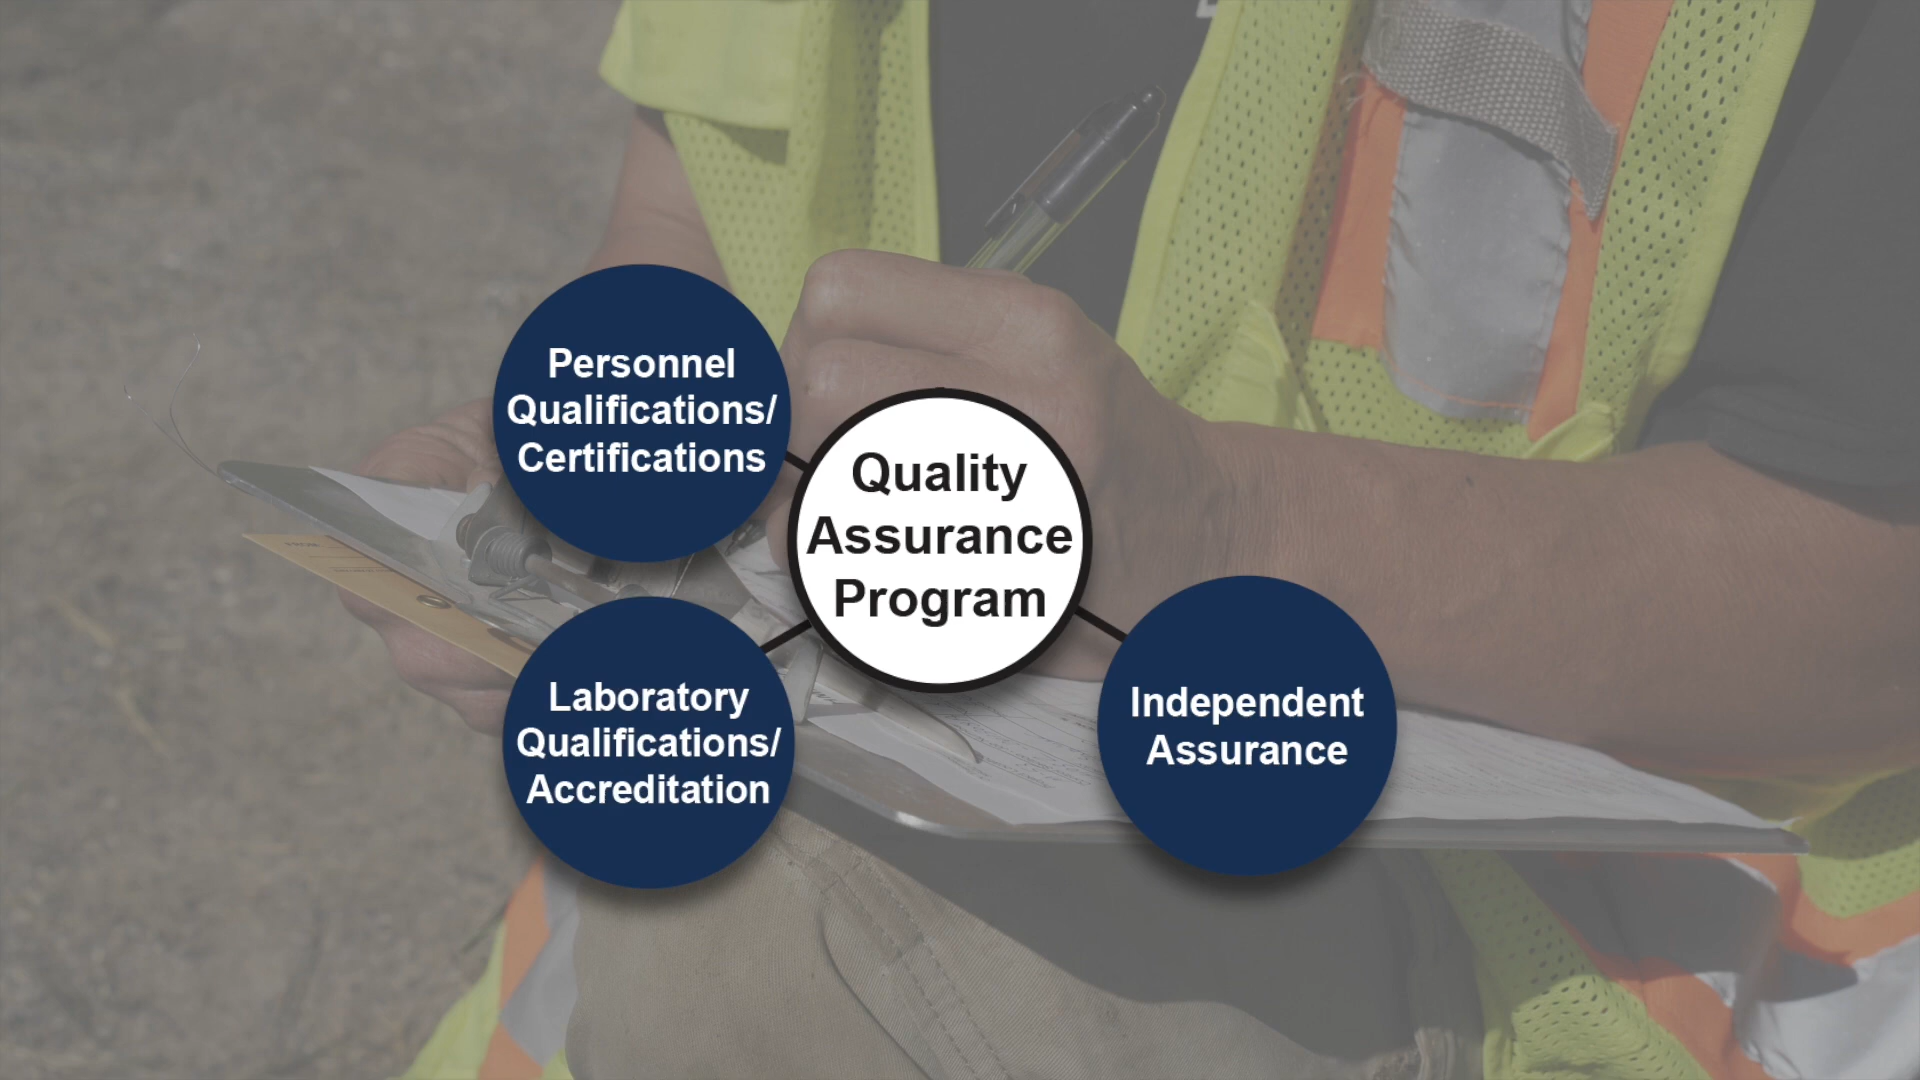 Personnel
Qualifications/
Certifications
Quality
Assurance
Program
Laboratory
Qualifications/
Accreditation
Independent
Assurance